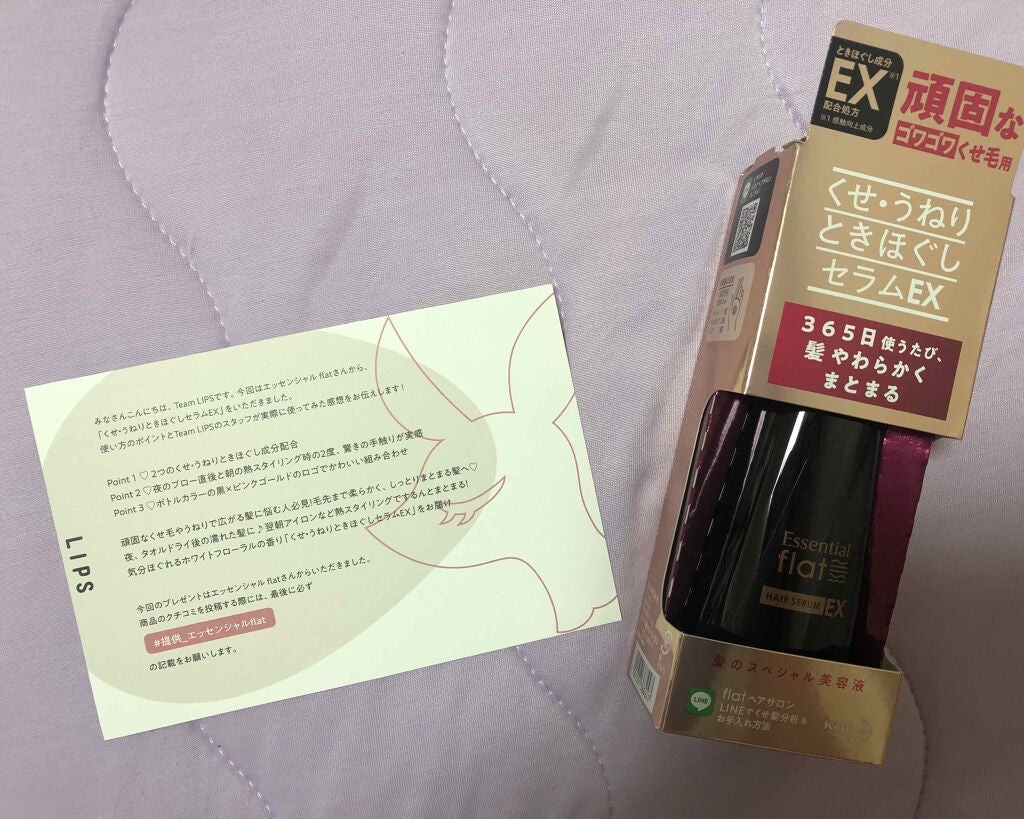 みなさんこんにちは、Team LIPSです。今回はエッセンシャル flatさんから、
「くせ・うねりときほぐしセラムEX」をいただきました。
使い方のポイントとTeam LIPSのスタッフが実際に使ってみた感想をお伝えします!
Point 1 ♡ 2つのくせ・うねりときほぐし成分配合
Point 2 ♡夜のブロー直後と朝の熱スタイリング時の2度、驚きの手触りが実感
Point 3 ♡ボトルカラーの黒×ピンクゴールドのロゴでかわいい組み合わせ
頑固なくせ毛やうねりで広がる髪に悩む人必見!毛先まで柔らかく、しっとりまとまる髪へ♡
夜、タオルドライ後の濡れた髪に♪翌朝アイロンなど熱スタイリングでするんとまとまる!
気分ほぐれるホワイトフローラルの香り「くせ・うねりときほぐしセラムEX」をお届け
今回のプレゼントはエッセンシャル flatさんからいただきました。
商品のクチコミを投稿する際には、最後に必ず
#提供_エッセンシャルflat
の記載をお願いします。
LIPS
ときほぐし成分
EX※1
配合処方
※1 感触向上成分
頑固な
ゴワゴワくせ毛用
くせ・うねり
ときほぐし
セラムEX
365日使うたび、
髪やわらかく
まとまる
Essential
flat
HAIR SERUM EX
髪のスペシャル美容液
LINE
flatヘアサロン
LINEでくせ髪分析&
お手入れ方法
Kao